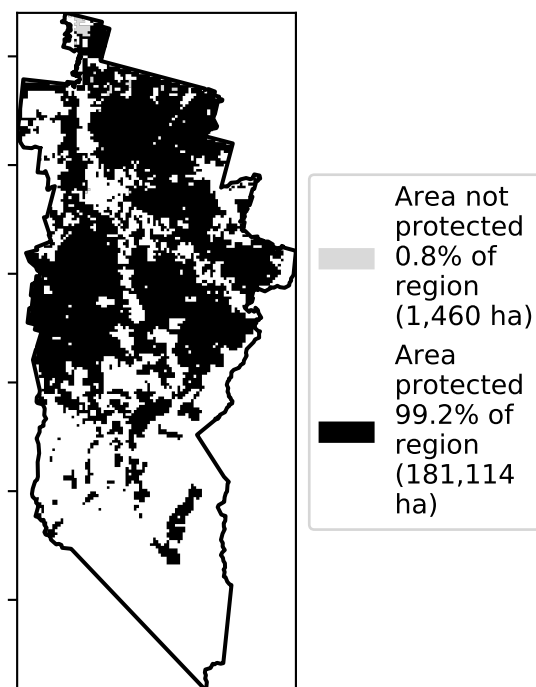 Area not
protected
0.8% of
region
(1,460 ha)
Area
protected
99.2% of
region
(181,114
ha)